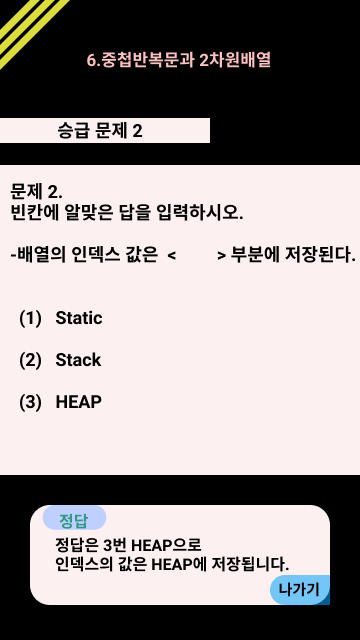 6.중첩반복문과 2차원배열
승급 문제 2
문제 2.
빈칸에 알맞은 답을 입력하시오.
-배열의 인덱스 값은 < > 부분에 저장된다.
(1) Static
(2) Stack
(3) HEAP
정답
정답은 3번 HEAP으로
인덱스의 값은 HEAP에 저장됩니다.
나가기